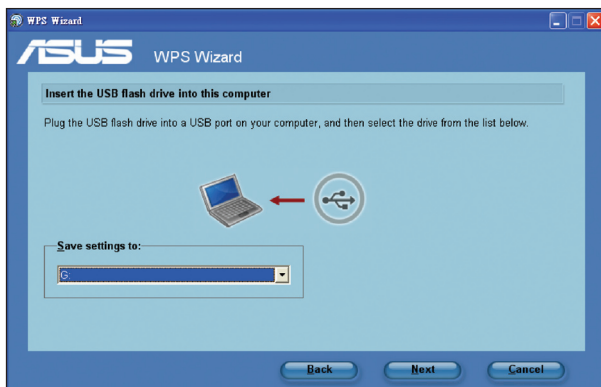 WPS Wizard
ASUS WPS Wizard
Insert the USB flash drive into this computer
Plug the USB flash drive into a USB port on your computer, and then select the drive from the list below.
Save settings to:
G:
Back Next Cancel